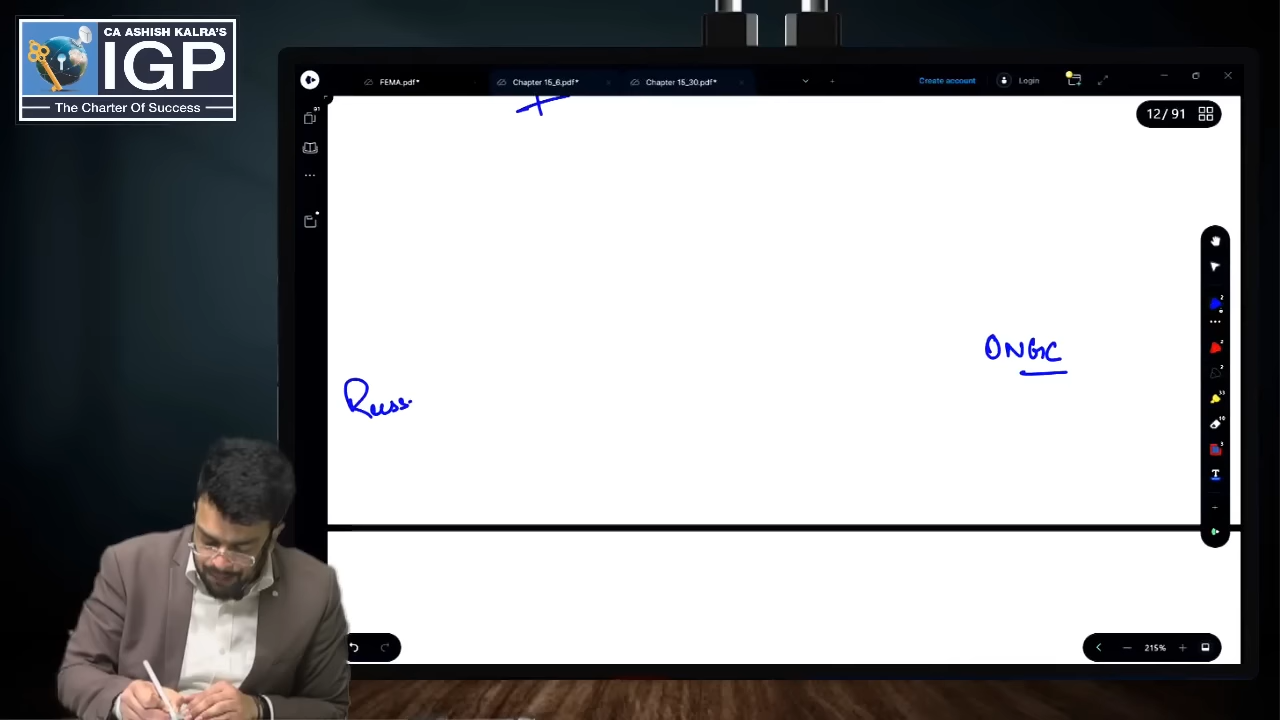 CA ASHISH KALRA'S
IGP
The Charter Of Success
FEMA.pdf*
Chapter 15_6.pdf*
Chapter 15_30.pdf*
Create account
Login
91
12/ 91
ONGC
Russ
215%